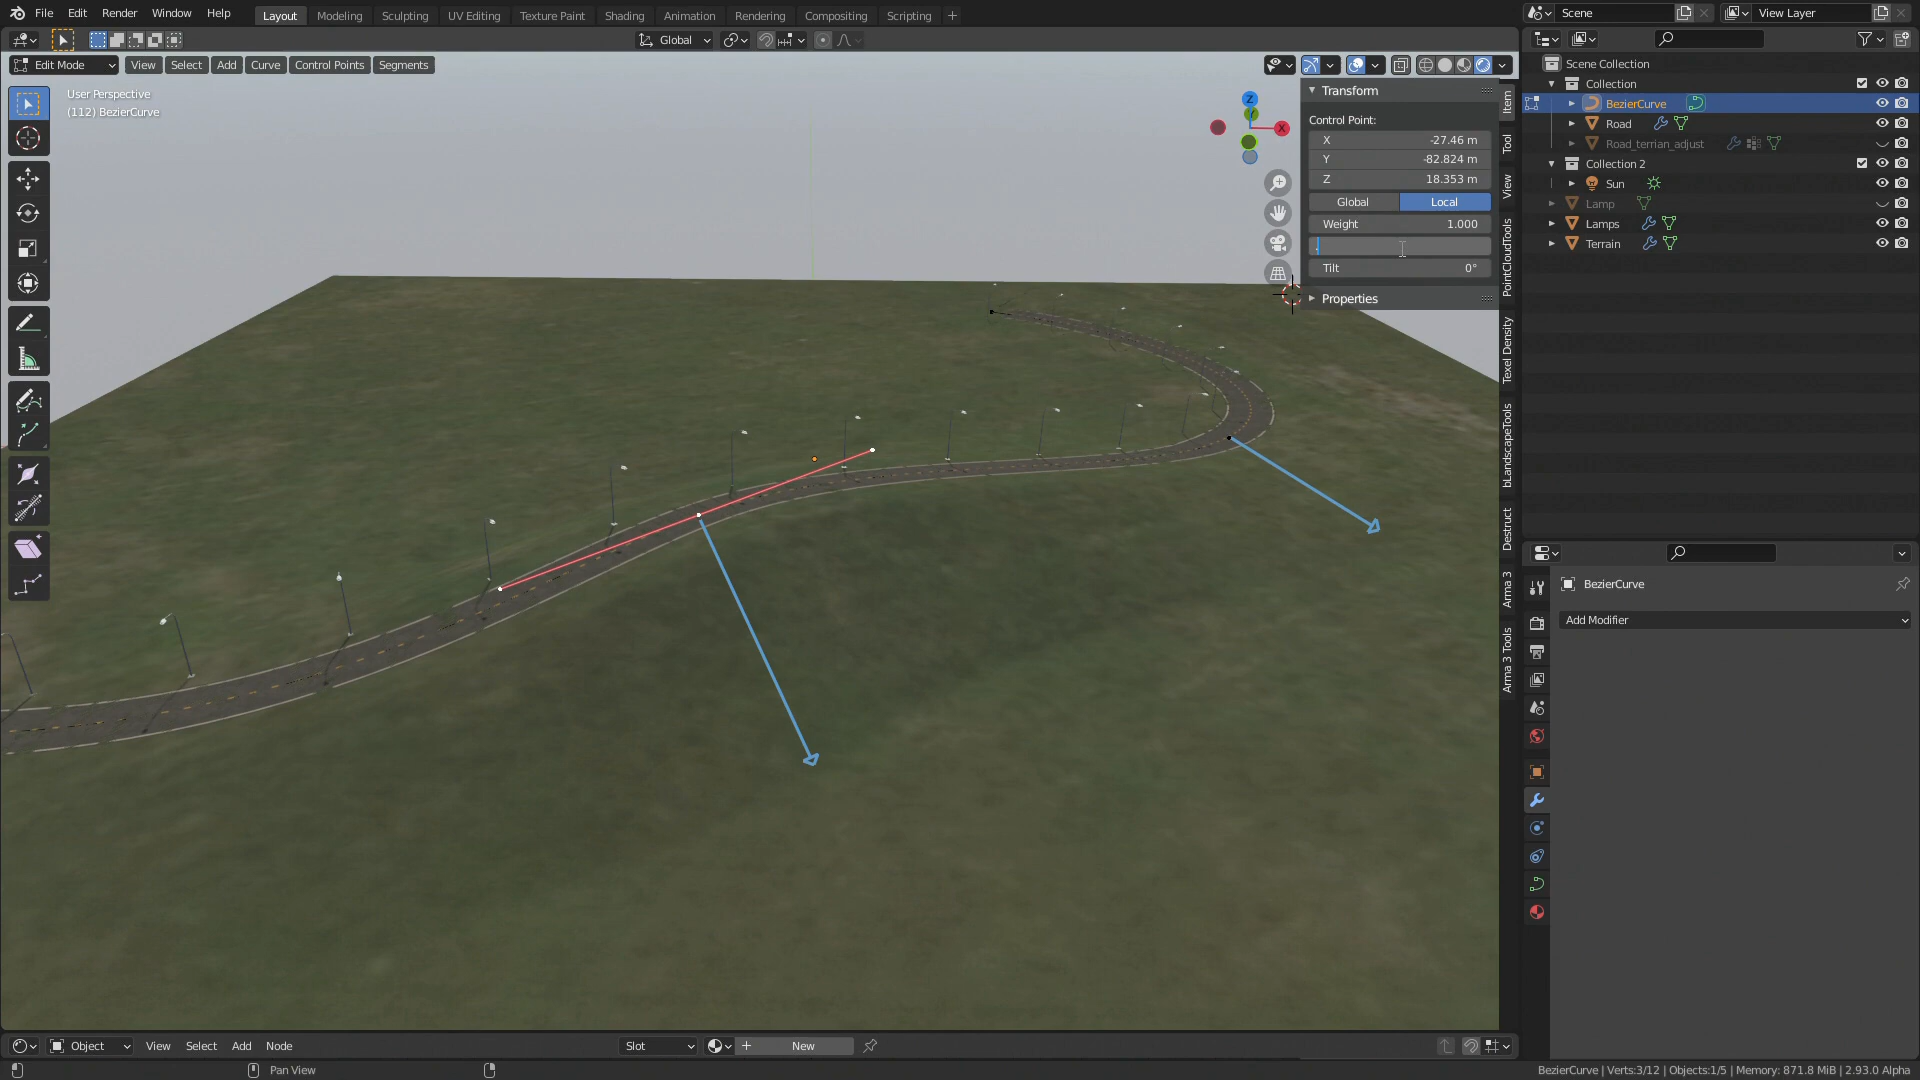 File Edit Render Window Help Layout Modeling Sculpting UV Editing Texture Paint Shading Animation Rendering Compositing Scripting +
Scene
View Layer
Global
Edit Mode View Select Add Curve Control Points Segments
User Perspective
(112) BezierCurve
Z
Y
X
Transform
Control Point:
X -27.46 m
Y -82.824 m
Z 18.353 m
Global Local
Weight 1.000
Tilt 0°
Properties
Item
Tool
View
PointCloudTools
Texel Density
bLandscapeTools
Destruct
Arma 3
Arma 3 Tools
Scene Collection
Collection
BezierCurve
Road
Road_terrian_adjust
Collection 2
Sun
Lamp
Lamps
Terrain
BezierCurve
Add Modifier
Object View Select Add Node Slot New
Pan View
BezierCurve | Verts:3/12 | Objects:1/5 | Memory: 871.8 MiB | 2.93.0 Alpha